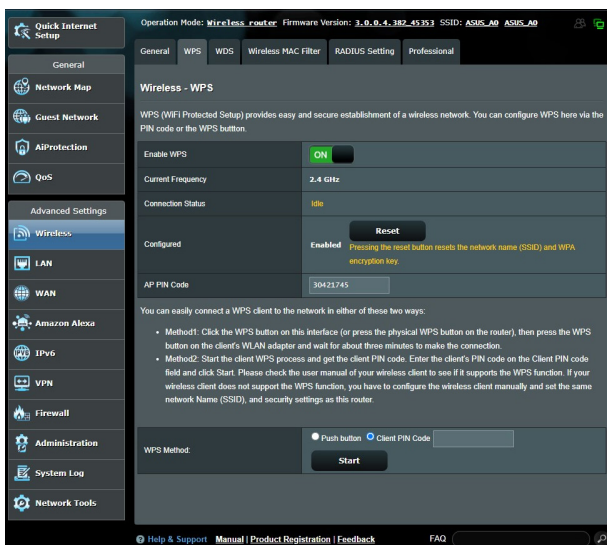 Quick Internet
Setup
General
Network Map
Guest Network
AiProtection
QoS
Advanced Settings
Wireless
LAN
WAN
Amazon Alexa
IPv6
VPN
Firewall
Administration
System Log
Network Tools
Operation Mode: Wireless router Firmware Version: 3.0.0.4.382_45353 SSID: ASUS_A0 ASUS_A0
General WPS WDS Wireless MAC Filter RADIUS Setting Professional
Wireless - WPS
WPS (WiFi Protected Setup) provides easy and secure establishment of a wireless network. You can configure WPS here via the
PIN code or the WPS buttton.
Enable WPS ON
Current Frequency 2.4 GHz
Connection Status Idle
Configured Enabled Reset
Pressing the reset button resets the network name (SSID) and WPA
encryption key.
AP PIN Code 30421745
You can easily connect a WPS client to the network in either of these two ways:
• Method1: Click the WPS button on this interface (or press the physical WPS button on the router), then press the WPS
button on the client's WLAN adapter and wait for about three minutes to make the connection.
• Method2: Start the client WPS process and get the client PIN code. Enter the client's PIN code on the Client PIN code
field and click Start. Please check the user manual of your wireless client to see if it supports the WPS function. If your
wireless client does not support the WPS function, you have to configure the wireless client manually and set the same
network Name (SSID), and security settings as this router.
WPS Method: Push button Client PIN Code
Start
Help & Support Manual | Product Registration | Feedback FAQ